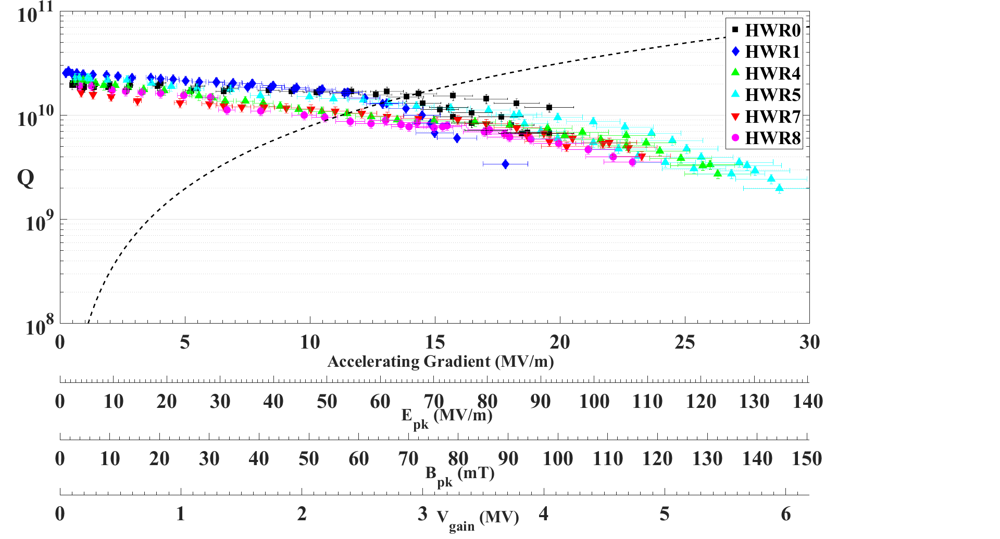 10^11
10^10
10^9
10^8
Q
HWR0
HWR1
HWR4
HWR5
HWR7
HWR8
0 5 10 15 20 25 30
Accelerating Gradient (MV/m)
0 10 20 30 40 50 60 70 80 90 100 110 120 130 140
E_pk (MV/m)
0 10 20 30 40 50 60 70 80 90 100 110 120 130 140 150
B_pk (mT)
0 1 2 3 4 5 6
V_gain (MV)